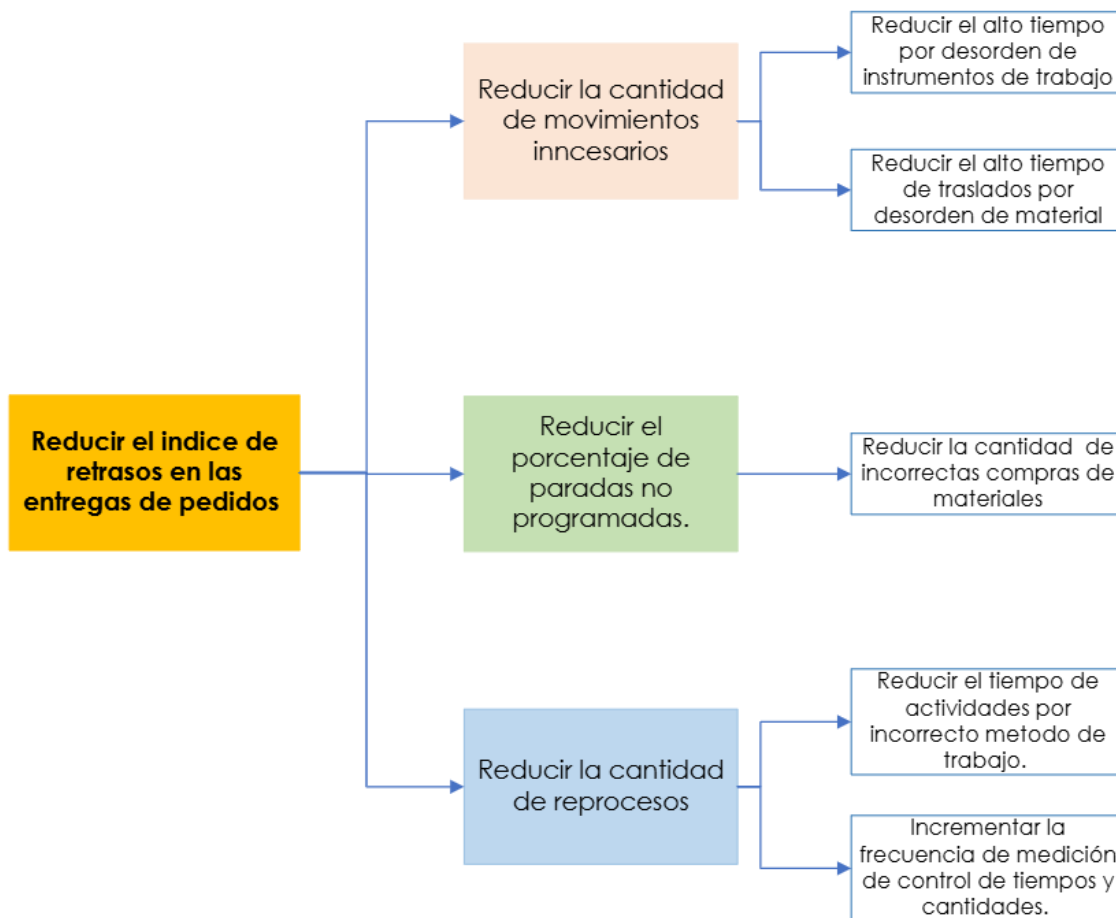 Reducir el indice de
retrasos en las
entregas de pedidos
Reducir la cantidad
de movimientos
inncesarios
Reducir el alto tiempo
por desorden de
instrumentos de trabajo
Reducir el alto tiempo
de traslados por
desorden de material
Reducir el
porcentaje de
paradas no
programadas.
Reducir la cantidad de
incorrectas compras de
materiales
Reducir la cantidad
de reprocesos
Reducir el tiempo de
actividades por
incorrecto metodo de
trabajo.
Incrementar la
frecuencia de medición
de control de tiempos y
cantidades.